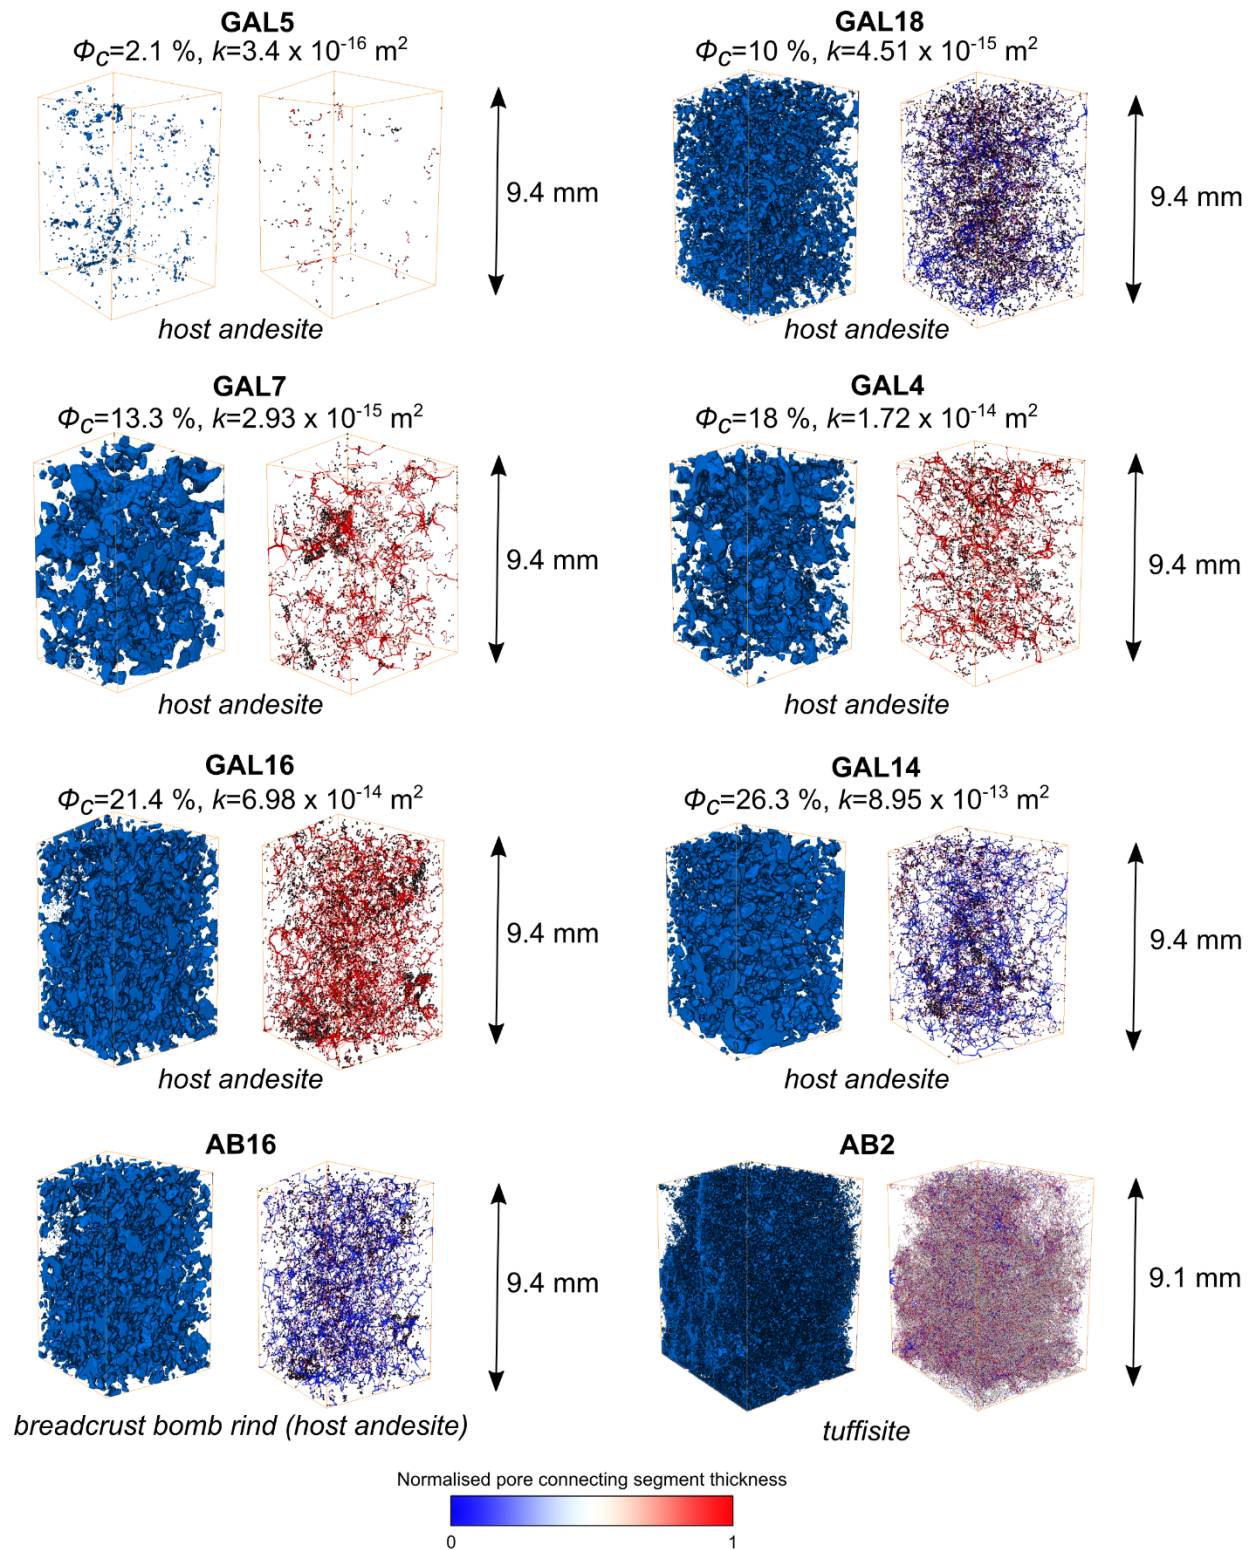 GAL5
Φc=2.1 %, k=3.4 x 10⁻¹⁶ m²
9.4 mm
host andesite
GAL18
Φc=10 %, k=4.51 x 10⁻¹⁵ m²
9.4 mm
host andesite
GAL7
Φc=13.3 %, k=2.93 x 10⁻¹⁵ m²
9.4 mm
host andesite
GAL4
Φc=18 %, k=1.72 x 10⁻¹⁴ m²
9.4 mm
host andesite
GAL16
Φc=21.4 %, k=6.98 x 10⁻¹⁴ m²
9.4 mm
host andesite
GAL14
Φc=26.3 %, k=8.95 x 10⁻¹³ m²
9.4 mm
host andesite
AB16
9.4 mm
breadcrust bomb rind (host andesite)
AB2
9.1 mm
tuffisite
Normalised pore connecting segment thickness
0
1